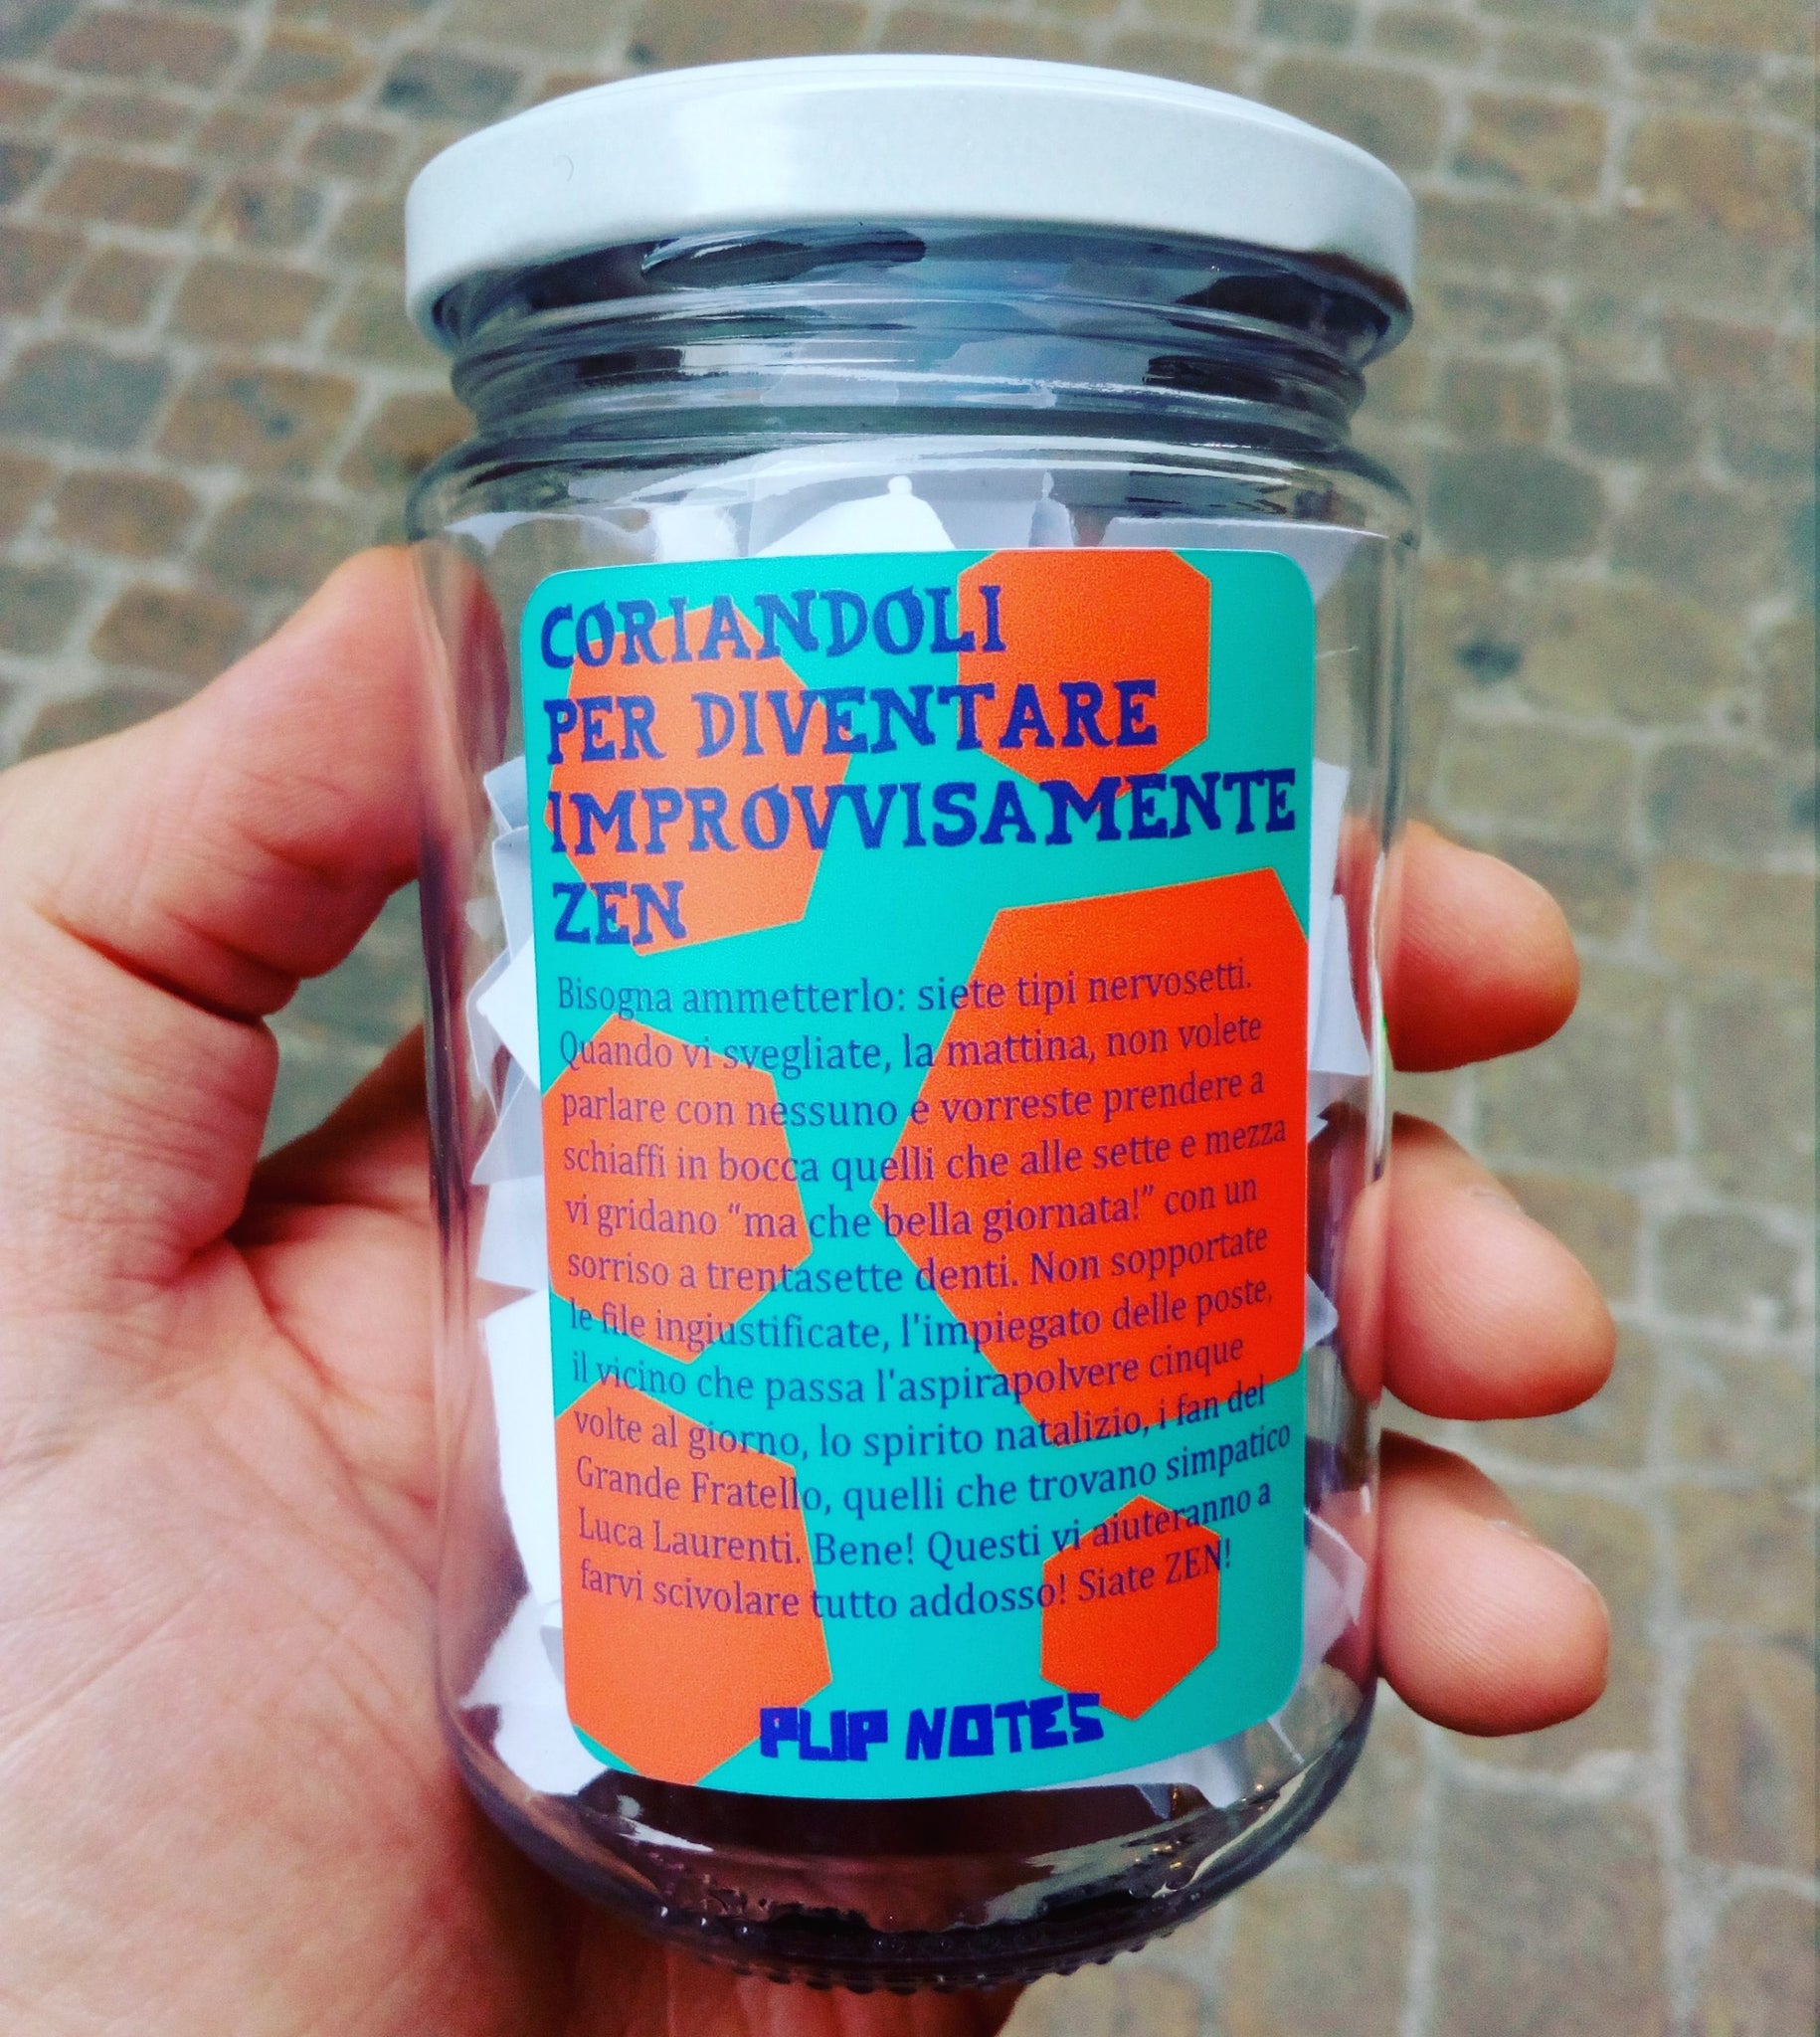 CORIANDOLI
PER DIVENTARE
IMPROVVISAMENTE
ZEN
Bisogna ammetterlo: siete tipi nervosetti.
Quando vi svegliate, la mattina, non volete
parlare con nessuno e vorreste prendere a
schiaffi in bocca quelli che alle sette e mezza
vi gridano “ma che bella giornata!” con un
sorriso a trentasette denti. Non sopportate
le file ingiustificate, l'impiegato delle poste,
il vicino che passa l'aspirapolvere cinque
volte al giorno, lo spirito natalizio, i fan del
Grande Fratello, quelli che trovano simpatico
Luca Laurenti. Bene! Questi vi aiuteranno a
farvi scivolare tutto addosso! Siate ZEN!
PLIP NOTES